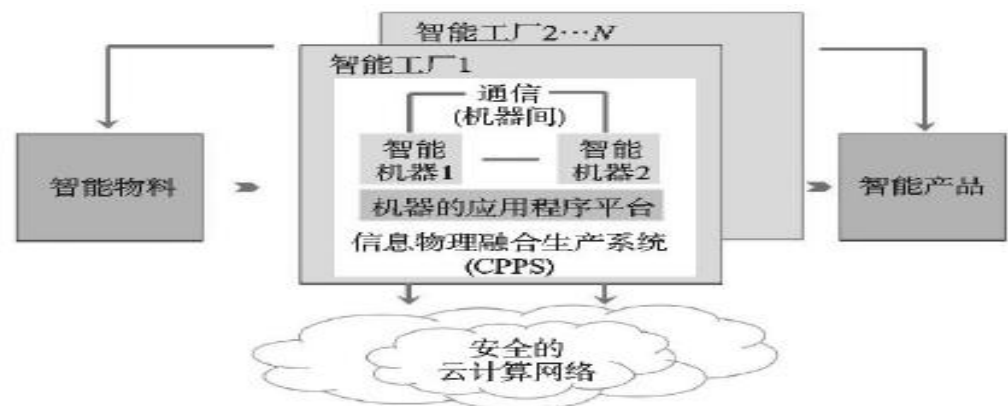 智能工厂2…N
智能工厂1
通信
(机器间)
智能
机器1
智能
机器2
机器的应用程序平台
信息物理融合生产系统
(CPPS)
智能物料
智能产品
安全的
云计算网络